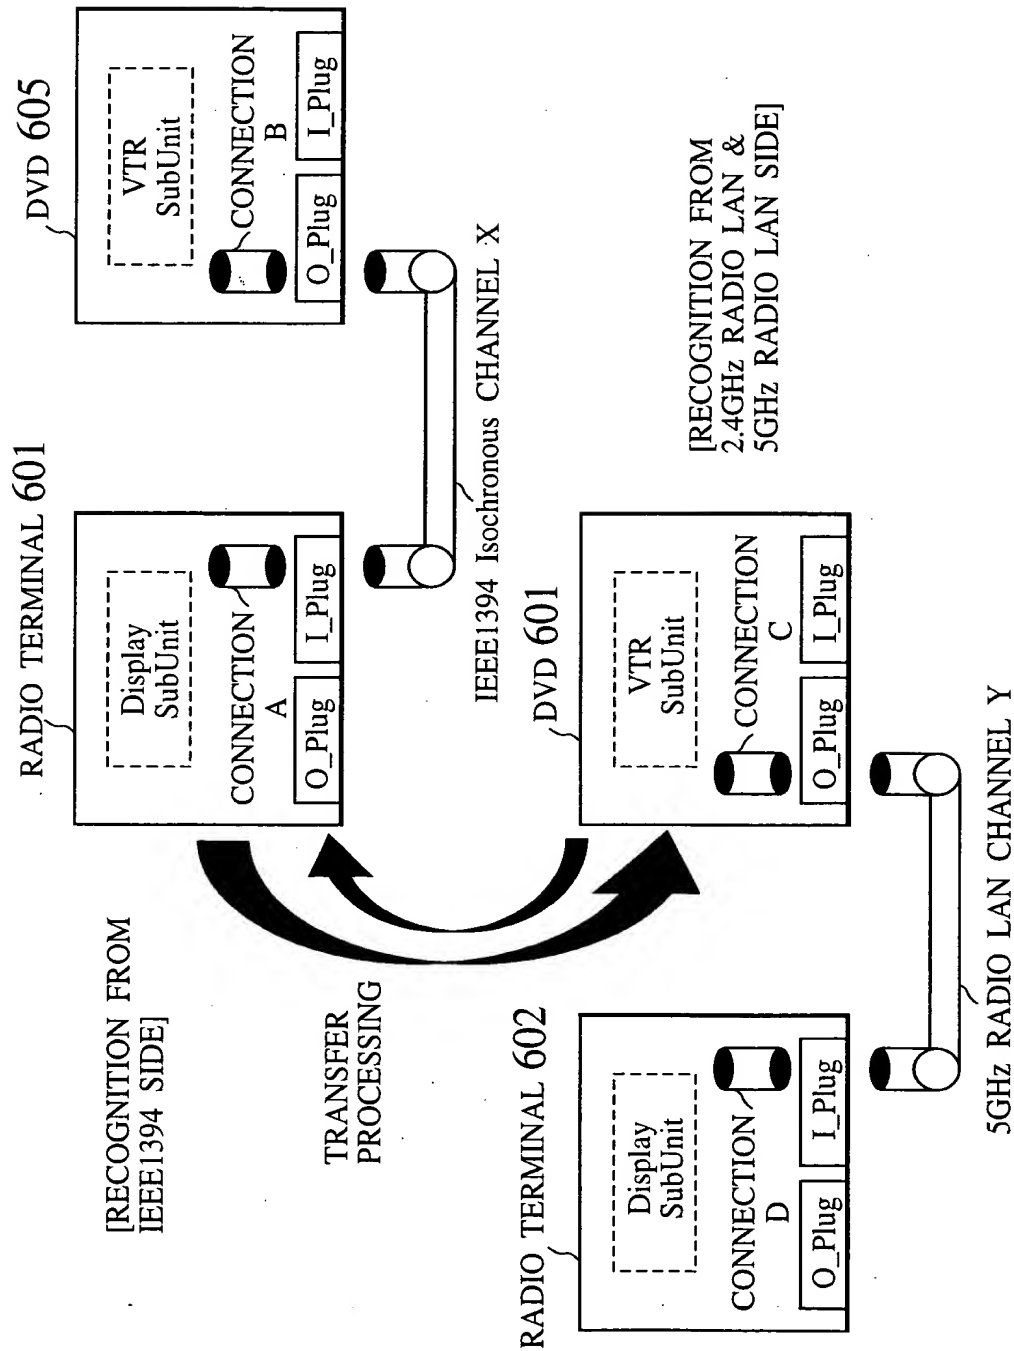 [RECOGNITION FROM
IEEE1394 SIDE]
RADIO TERMINAL 601
Display
SubUnit
CONNECTION
A
O_Plug
I_Plug
DVD 605
VTR
SubUnit
CONNECTION
B
O_Plug
I_Plug
IEEE1394 Isochronous CHANNEL X
TRANSFER
PROCESSING
RADIO TERMINAL 602
Display
SubUnit
CONNECTION
D
O_Plug
I_Plug
DVD 601
VTR
SubUnit
CONNECTION
C
O_Plug
I_Plug
[RECOGNITION FROM
2.4GHz RADIO LAN &
5GHz RADIO LAN SIDE]
5GHz RADIO LAN CHANNEL Y